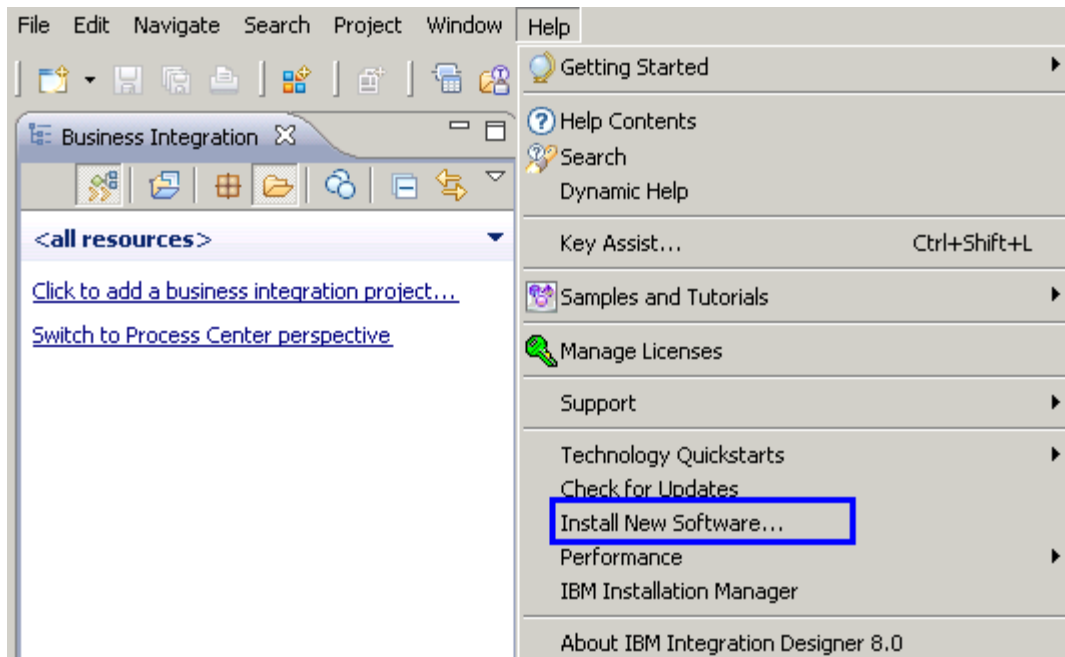 File Edit Navigate Search Project Window Help
Business Integration
<all resources>
Click to add a business integration project...
Switch to Process Center perspective
Getting Started
Help Contents
Search
Dynamic Help
Key Assist... Ctrl+Shift+L
Samples and Tutorials
Manage Licenses
Support
Technology Quickstarts
Check for Updates
Install New Software...
Performance
IBM Installation Manager
About IBM Integration Designer 8.0